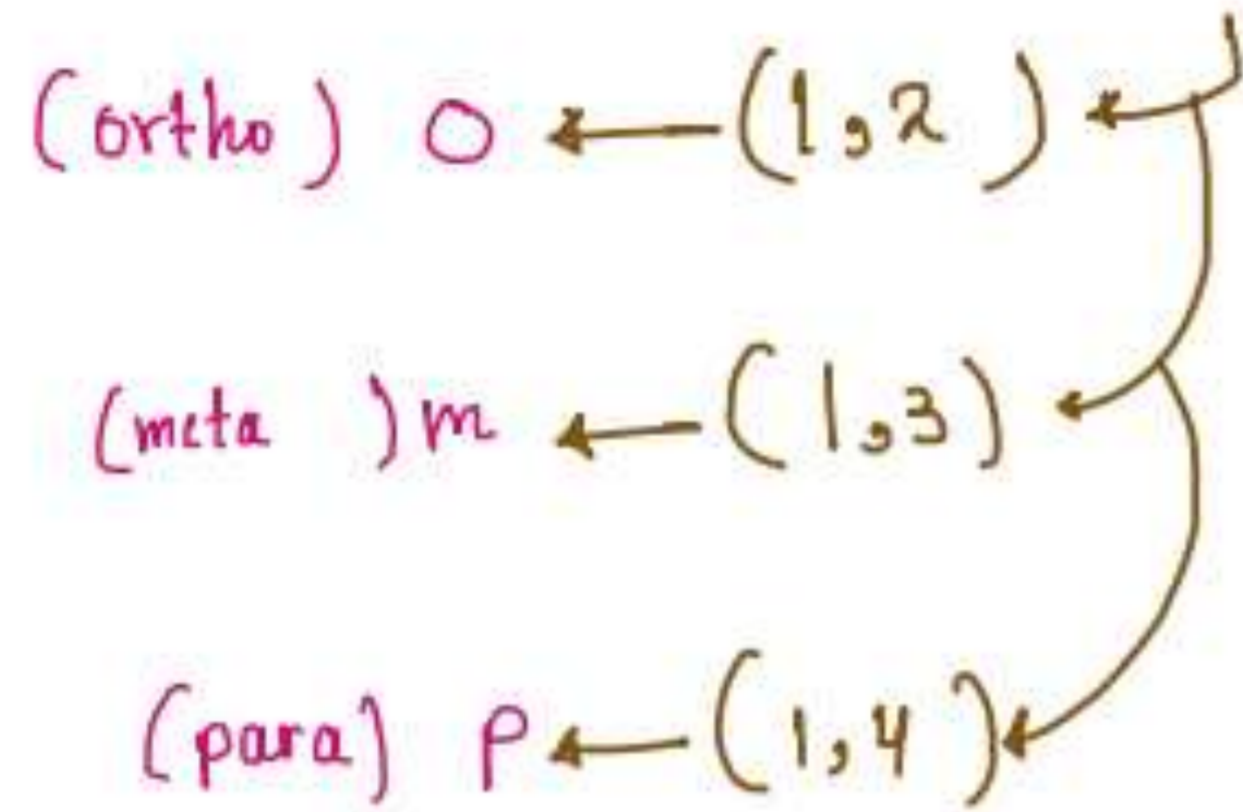 (ortho) O ← (1,2)
(meta) m ← (1,3)
(para) p ← (1,4)